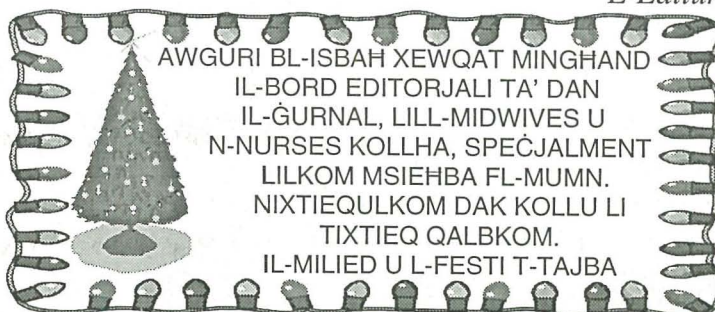 AWGURI BL-ISBAĦ XEWQAT MINGĦAND
IL-BORD EDITORJALI TA' DAN
IL-ĠURNAL, LILL-MIDWIVES U
N-NURSES KOLLHA, SPEĊJALMENT
LILKOM MSIEĦBA FL-MUMN.
NIXTIEQULKOM DAK KOLLU LI
TIXTIEQ QALBKOM.
IL-MILIED U L-FESTI T-TAJBA